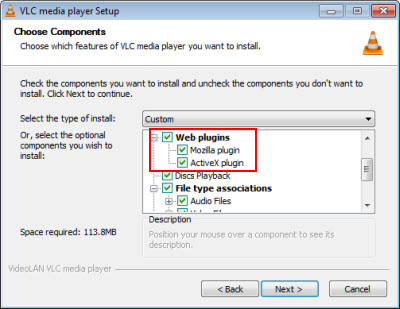 VLC media player Setup
Choose Components
Choose which features of VLC media player you want to install.
Check the components you want to install and uncheck the components you don't want to
install. Click Next to continue.
Select the type of install:
Custom
Or, select the optional
components you wish to
install:
Web plugins
Mozilla plugin
ActiveX plugin
Discs Playback
File type associations
Audio Files
Video Files
Description
Position your mouse over a component to see its
description.
Space required: 113.8MB
VideoLAN VLC media player
< Back
Next >
Cancel